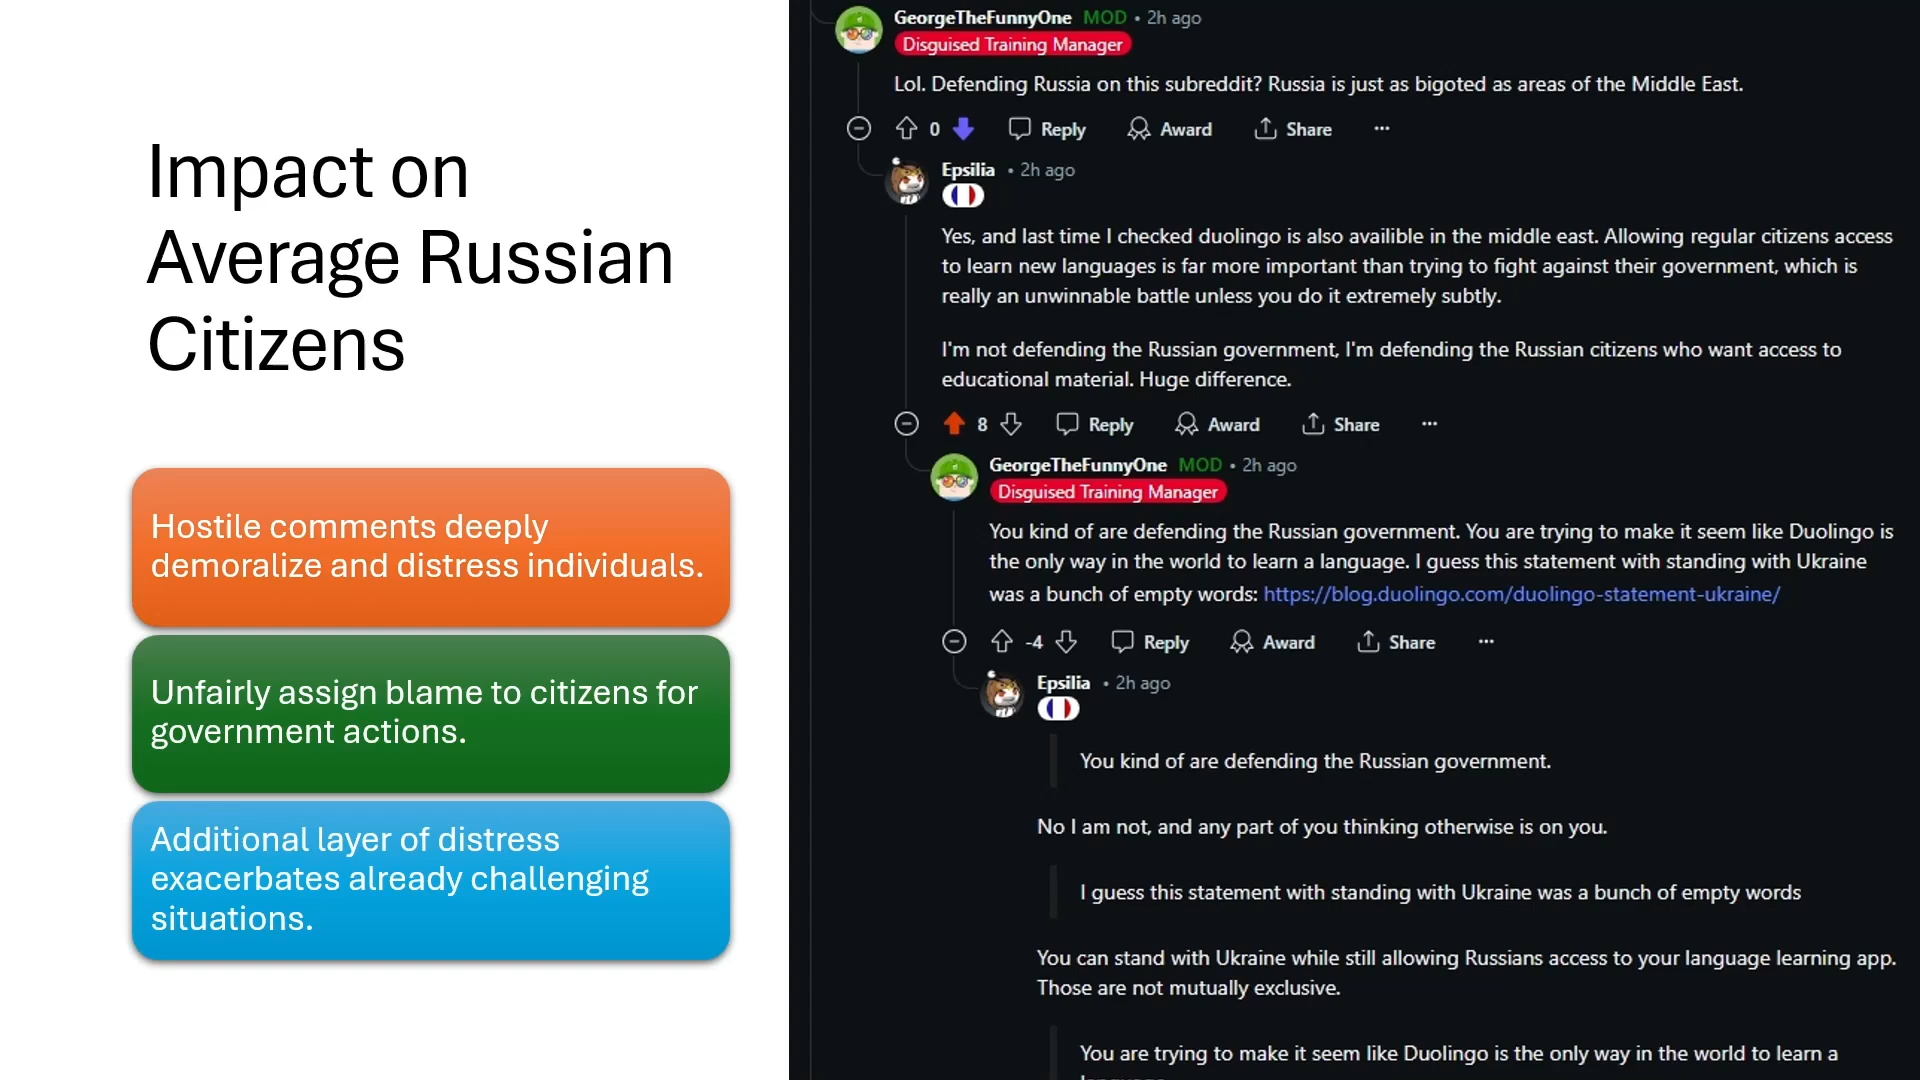 Impact on
Average Russian
Citizens
Hostile comments deeply
demoralize and distress individuals.
Unfairly assign blame to citizens for
government actions.
Additional layer of distress
exacerbates already challenging
situations.
GeorgeTheFunnyOne MOD • 2h ago
Disguised Training Manager
Lol. Defending Russia on this subreddit? Russia is just as bigoted as areas of the Middle East.
0 Reply Award Share ···
Epsilia • 2h ago
Yes, and last time I checked duolingo is also availible in the middle east. Allowing regular citizens access
to learn new languages is far more important than trying to fight against their government, which is
really an unwinnable battle unless you do it extremely subtly.
I'm not defending the Russian government, I'm defending the Russian citizens who want access to
educational material. Huge difference.
8 Reply Award Share ···
GeorgeTheFunnyOne MOD • 2h ago
Disguised Training Manager
You kind of are defending the Russian government. You are trying to make it seem like Duolingo is
the only way in the world to learn a language. I guess this statement with standing with Ukraine
was a bunch of empty words: https://blog.duolingo.com/duolingo-statement-ukraine/
-4 Reply Award Share ···
Epsilia • 2h ago
You kind of are defending the Russian government.
No I am not, and any part of you thinking otherwise is on you.
I guess this statement with standing with Ukraine was a bunch of empty words
You can stand with Ukraine while still allowing Russians access to your language learning app.
Those are not mutually exclusive.
You are trying to make it seem like Duolingo is the only way in the world to learn a